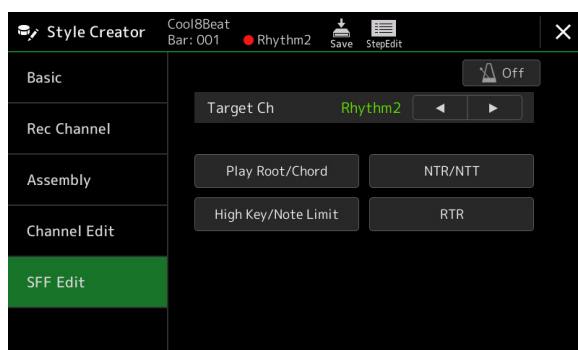 Style Creator
Cool8Beat
Bar: 001 Rhythm2
Save
StepEdit
Basic
Off
Target Ch Rhythm2
Rec Channel
Assembly
Play Root/Chord NTR/NTT
High Key/Note Limit RTR
Channel Edit
SFF Edit